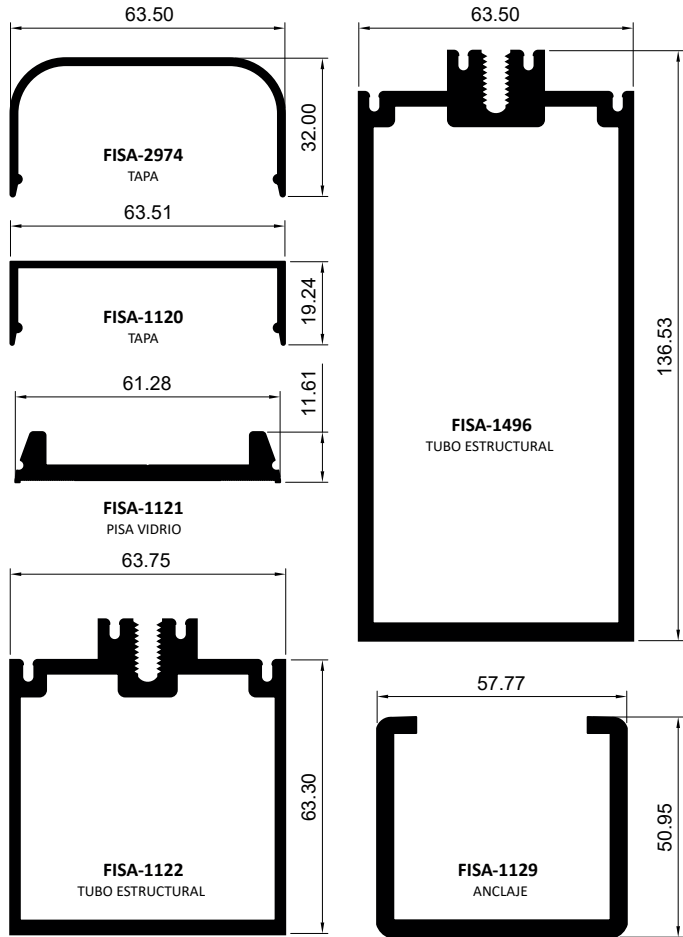 63.50
32.00
FISA-2974
TAPA
63.51
19.24
FISA-1120
TAPA
61.28
11.61
FISA-1121
PISA VIDRIO
63.75
63.30
FISA-1122
TUBO ESTRUCTURAL
63.50
136.53
FISA-1496
TUBO ESTRUCTURAL
57.77
50.95
FISA-1129
ANCLAJE